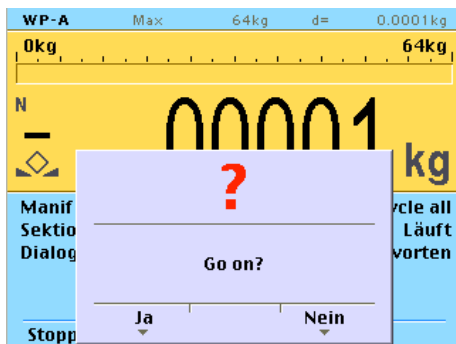 WP-A Max 64kg d= 0.0001kg
0kg 64kg
N
00001 kg
?
Go on?
Ja Nein
Manif ycle all
Sektio Läuft
Dialog vorten
Stopp